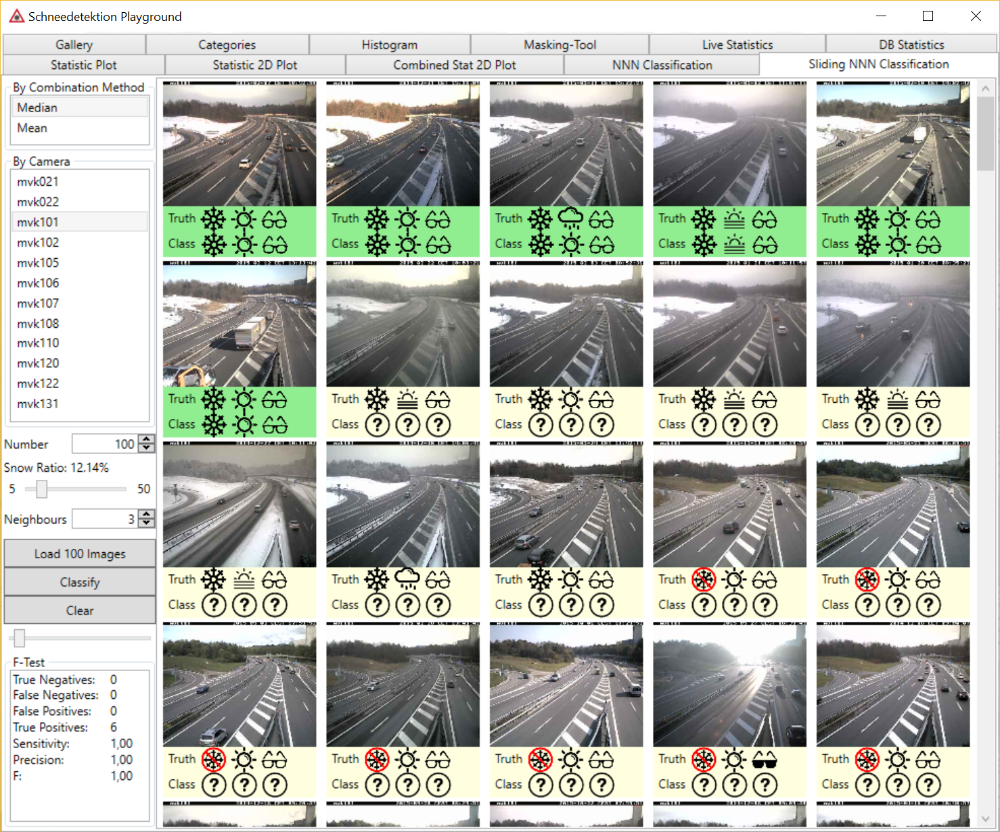 Schneedetektion Playground
Gallery Categories Histogram Masking-Tool Live Statistics DB Statistics
Statistic Plot Statistic 2D Plot Combined Stat 2D Plot NNN Classification Sliding NNN Classification
By Combination Method
Median
Mean
By Camera
mvk021
mvk022
mvk101
mvk102
mvk105
mvk106
mvk107
mvk108
mvk110
mvk120
mvk122
mvk131
Number 100
Snow Ratio: 12.14%
5 50
Neighbours 3
Load 100 Images
Classify
Clear
F-Test
True Negatives: 0
False Negatives: 0
False Positives: 0
True Positives: 6
Sensitivity: 1,00
Precision: 1,00
F: 1,00
Truth Truth Truth Truth Truth
Class Class Class Class Class
Truth Truth Truth Truth Truth
Class ? ? ? Class ? ? ? Class ? ? ? Class ? ? ? Class
Truth Truth Truth Truth Truth
Class ? ? ? Class ? ? ? Class ? ? ? Class ? ? ? Class ? ? ?
Truth Truth Truth Truth Truth
Class ? ? ? Class ? ? ? Class ? ? ? Class ? ? ? Class ? ? ?